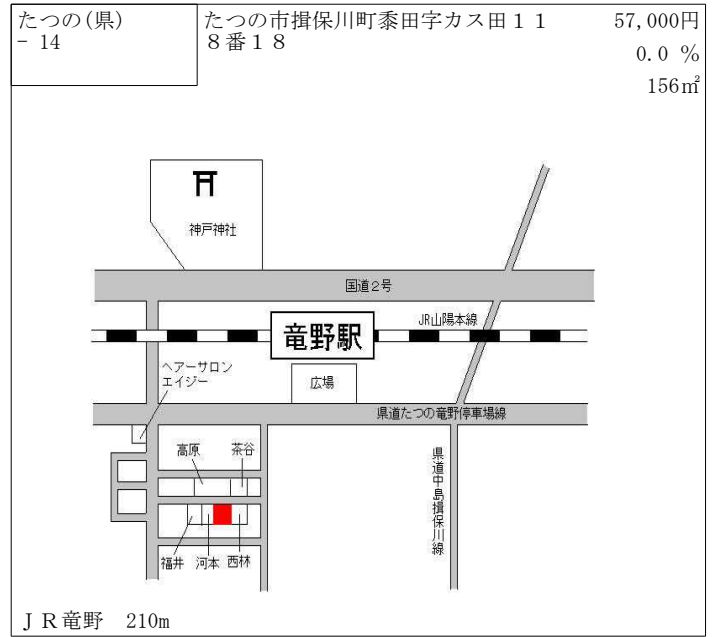 たつの(県)
- 14
たつの市揖保川町黍田字カス田１１
８番１８
57,000円
0.0 %
156㎡
神戸神社
国道２号
JR山陽本線
竜野駅
ヘアーサロン
エイジー
広場
県道たつの竜野停車場線
高原
茶谷
県道中島揖保川線
福井
河本
西林
ＪＲ竜野　210m